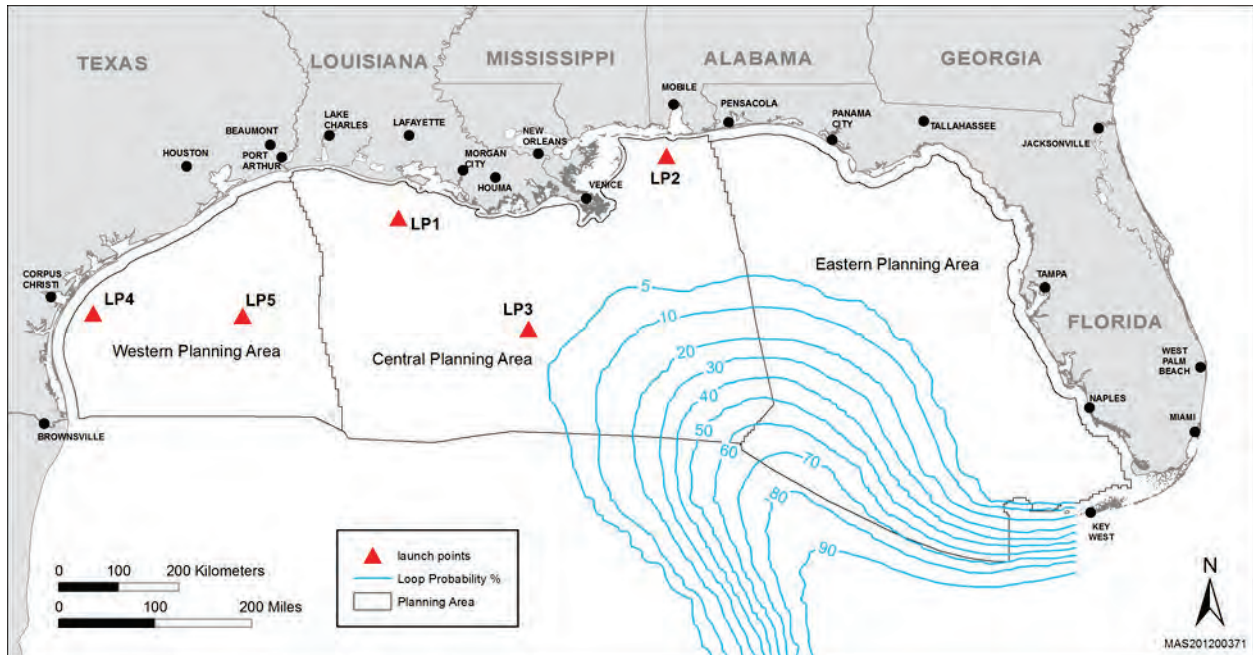 TEXAS
LOUISIANA
MISSISSIPPI
ALABAMA
GEORGIA
MOBILE
PENSACOLA
PANAMA
CITY
TALLAHASSEE
JACKSONVILLE
LAKE
CHARLES
LAFAYETTE
BEAUMONT
PORT
ARTHUR
HOUSTON
NEW
ORLEANS
MORGAN
CITY
HOUMA
VENICE
LP2
LP1
Eastern Planning Area
CORPUS
CHRISTI
TAMPA
LP4
LP5
LP3
FLORIDA
Western Planning Area
Central Planning Area
WEST
PALM
BEACH
NAPLES
MIAMI
BROWNSVILLE
KEY
WEST
5
10
20
30
40
50
60
70
80
90
launch points
Loop Probability %
Planning Area
0 100 200 Kilometers
0 100 200 Miles
N
MAS201200371